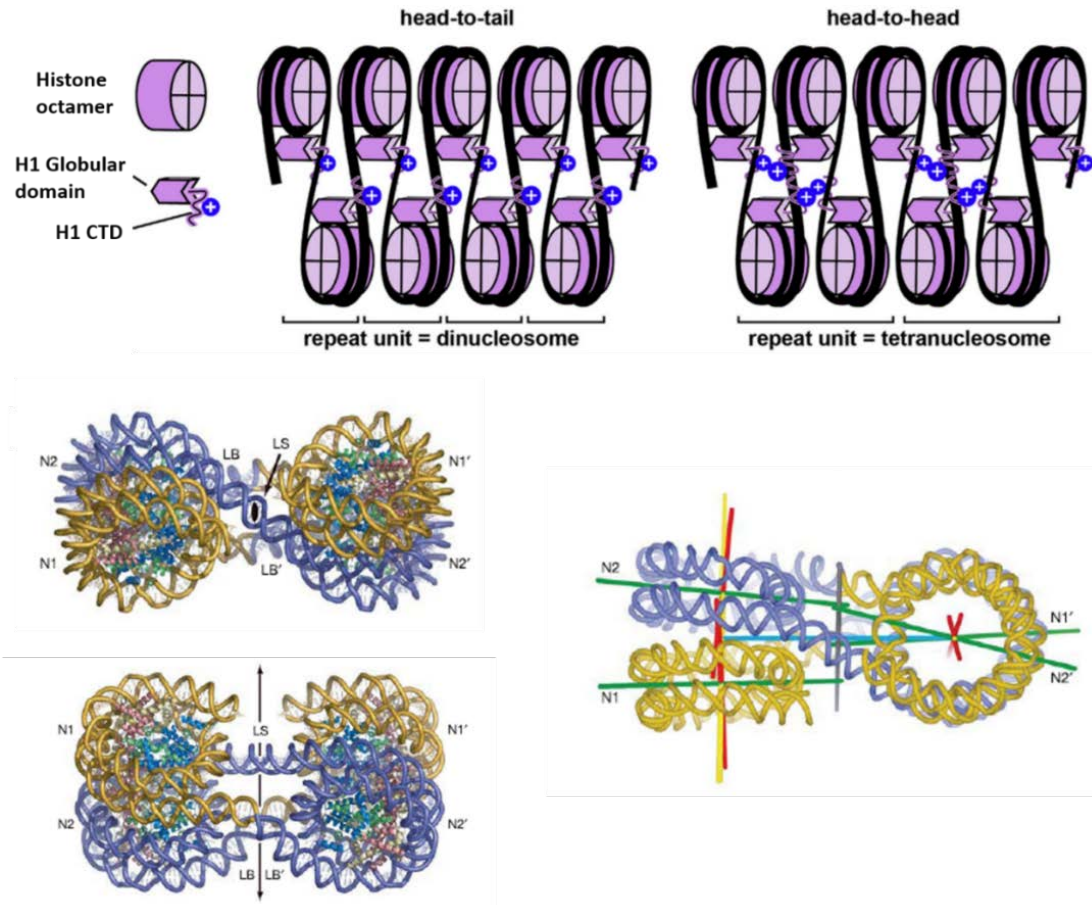 head-to-tail
head-to-head
Histone
octamer
H1 Globular
domain
H1 CTD
+
+ + + + +
+ + + +
+ + + + + + + + +
repeat unit = dinucleosome
repeat unit = tetranucleosome
N2
LB
LS
N1'
N1
LB'
N2'
N2
N1'
N1
N2'
N1
LS
N1'
N2
N2'
LB
LB'